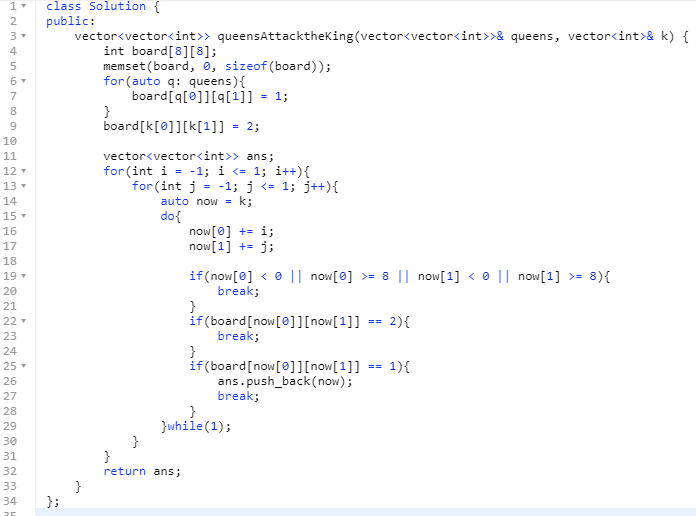 1 class Solution {
2 public:
3     vector<vector<int>> queensAttacktheKing(vector<vector<int>>& queens, vector<int>& k) {
4         int board[8][8];
5         memset(board, 0, sizeof(board));
6         for(auto q: queens){
7             board[q[0]][q[1]] = 1;
8         }
9         board[k[0]][k[1]] = 2;
10
11         vector<vector<int>> ans;
12         for(int i = -1; i <= 1; i++){
13             for(int j = -1; j <= 1; j++){
14                 auto now = k;
15                 do{
16                     now[0] += i;
17                     now[1] += j;
18
19                     if(now[0] < 0 || now[0] >= 8 || now[1] < 0 || now[1] >= 8){
20                         break;
21                     }
22                     if(board[now[0]][now[1]] == 2){
23                         break;
24                     }
25                     if(board[now[0]][now[1]] == 1){
26                         ans.push_back(now);
27                         break;
28                     }
29                 }while(1);
30             }
31         }
32         return ans;
33     }
34 };
35